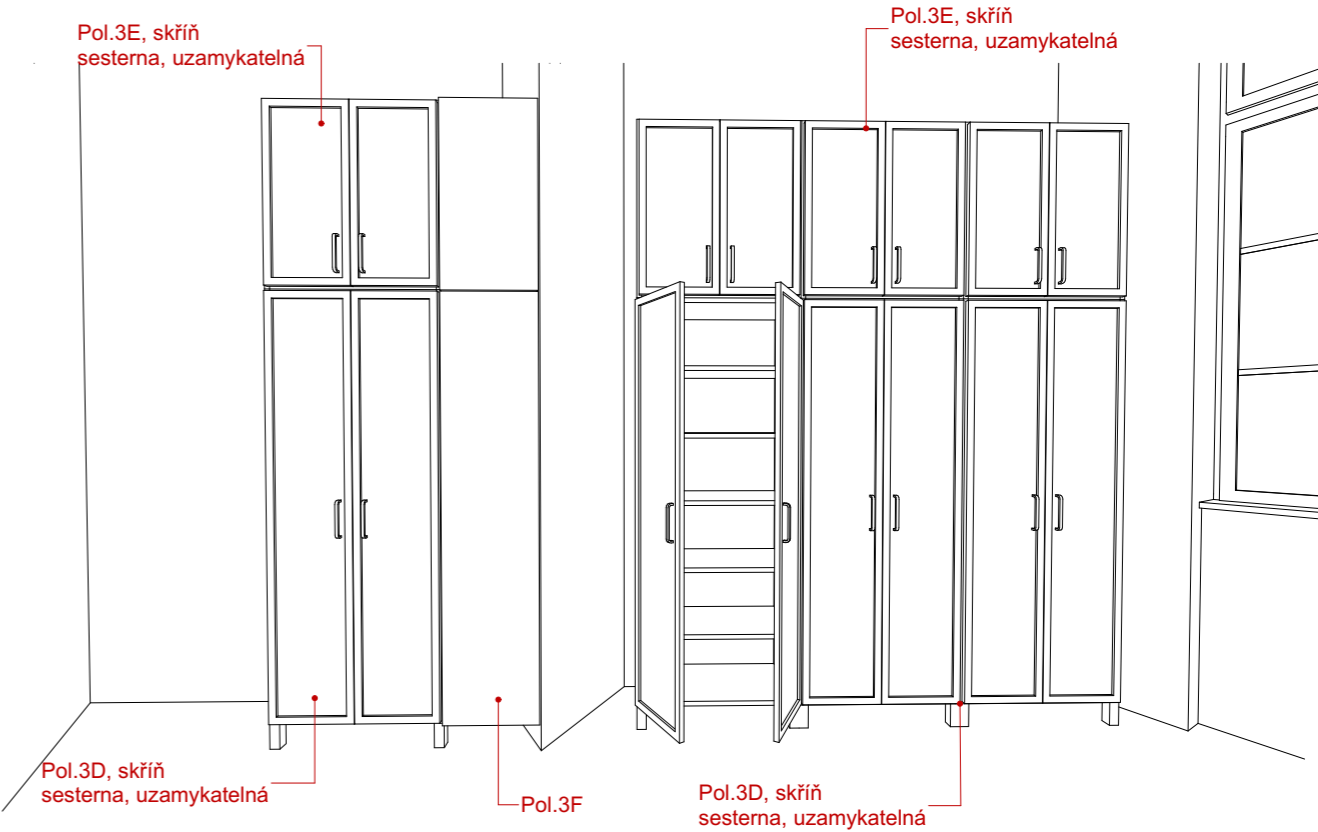 Pol.3E, skříň
sesterna, uzamykatelná
Pol.3E, skříň
sesterna, uzamykatelná
Pol.3D, skříň
sesterna, uzamykatelná
Pol.3F
Pol.3D, skříň
sesterna, uzamykatelná